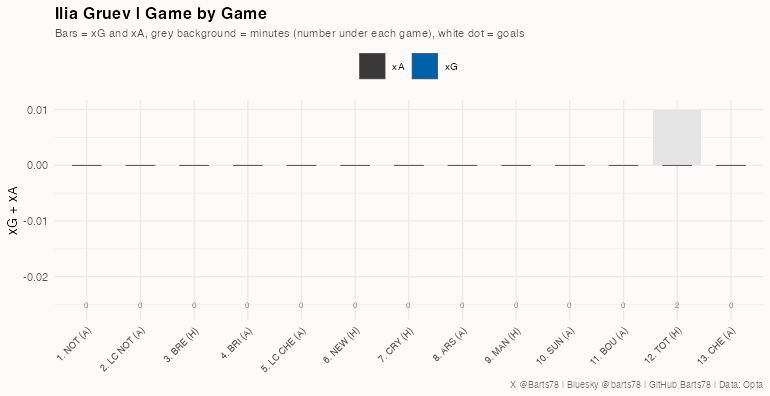 Ilia Gruev | Game by Game
Bars = xG and xA, grey background = minutes (number under each game), white dot = goals
xA xG
0.01
0.00
-0.01
-0.02
xG + xA
0 0 0 0 0 0 0 0 0 0 0 2 0
1. NOT (A)
2. LC NOT (A)
3. BRE (H)
4. BRI (A)
5. LC CHE (A)
6. NEW (H)
7. CRY (H)
8. ARS (A)
9. MAN (H)
10. SUN (A)
11. BOU (A)
12. TOT (H)
13. CHE (A)
X @Barts78 | Bluesky @barts78 | GitHub Barts78 | Data: Opta